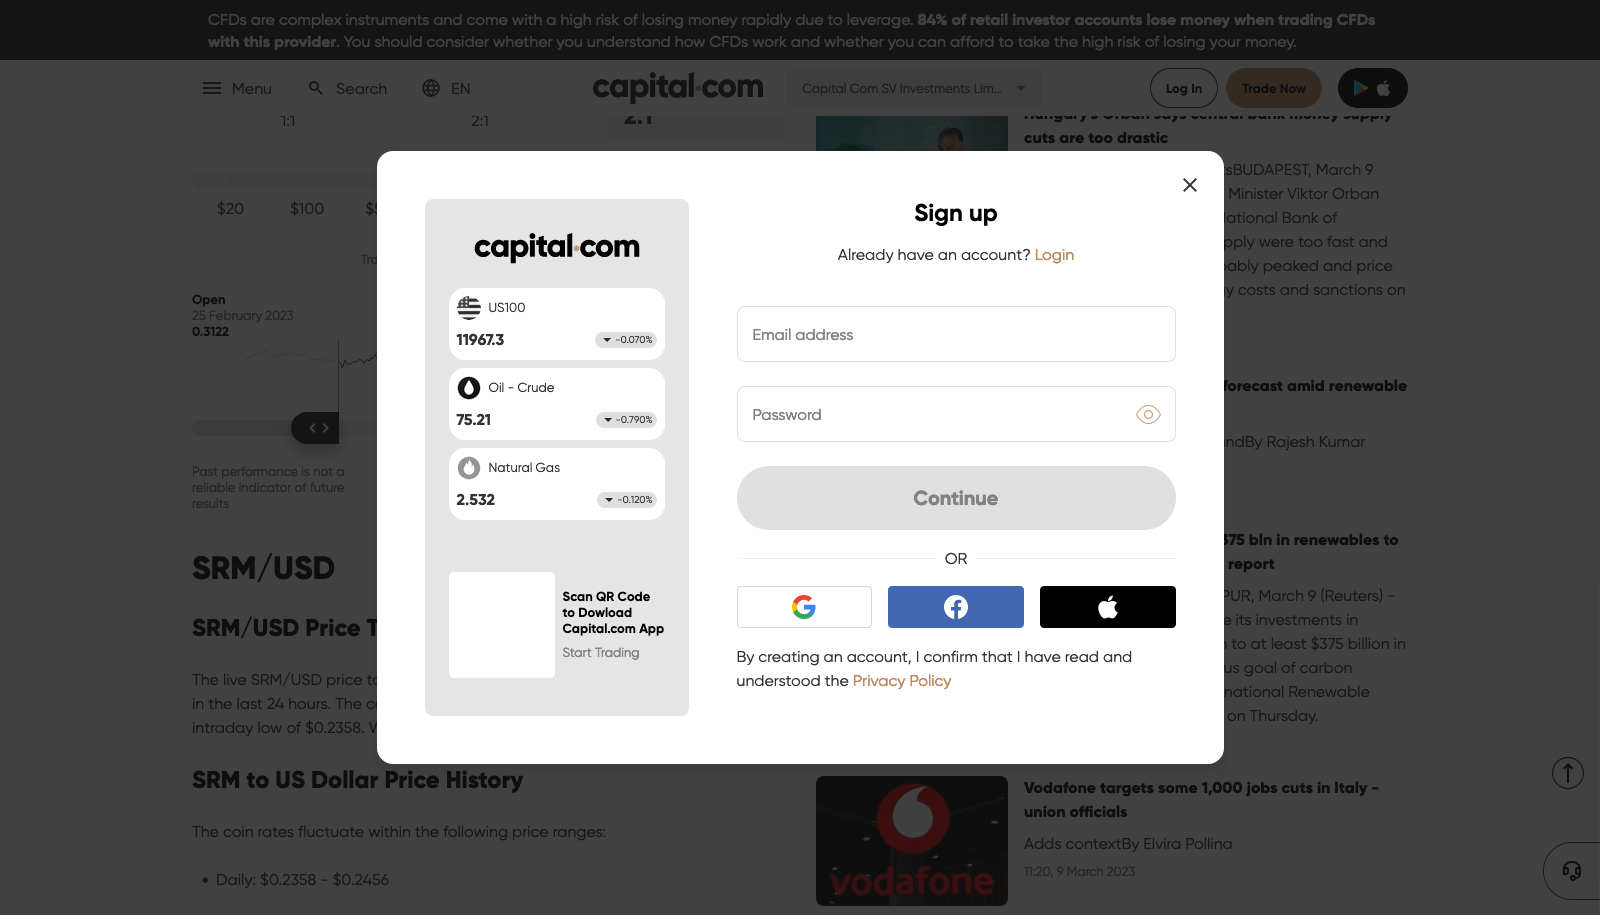 CFDs are complex instruments and come with a high risk of losing money rapidly due to leverage. 84% of retail investor accounts lose money when trading CFDs
with this provider. You should consider whether you understand how CFDs work and whether you can afford to take the high risk of losing your money.
Menu
Search
EN
capital.com
Capital Com SV Investments Lim...
Log In
Trade Now
1:1
2:1
2:1
Hungary's Orban says central bank money supply
cuts are too drastic
BUDAPEST, March 9
Minister Viktor Orban
National Bank of
were too fast and
peaked and price
costs and sanctions on
$20
$100
Open
25 February 2023
0.3122
Past performance is not a
reliable indicator of future
results
SRM/USD
SRM/USD Price
The live SRM/USD price
in the last 24 hours. The
intraday low of $0.2358.
SRM to US Dollar Price History
The coin rates fluctuate within the following price ranges:
• Daily: $0.2358 - $0.2456
capital.com
US100
11967.3
-0.070%
Oil - Crude
75.21
-0.790%
Natural Gas
2.532
-0.120%
Scan QR Code
to Dowload
Capital.com App
Start Trading
Sign up
Already have an account? Login
Email address
Password
Continue
OR
By creating an account, I confirm that I have read and
understood the Privacy Policy
forecast amid renewable
By Rajesh Kumar
bln in renewables to
report
March 9 (Reuters) -
its investments in
to at least $375 billion in
goal of carbon
Renewable
on Thursday.
Vodafone targets some 1,000 jobs cuts in Italy -
union officials
Adds contextBy Elvira Pollina
11:20, 9 March 2023
vodafone